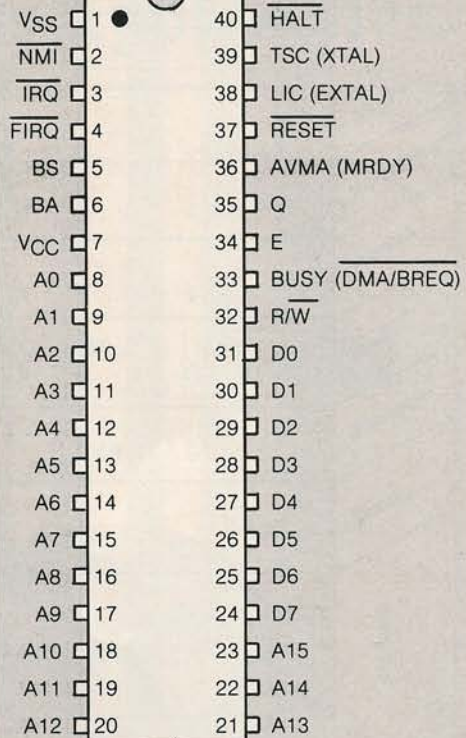 VSS 1 40 HALT
NMI 2 39 TSC (XTAL)
IRQ 3 38 LIC (EXTAL)
FIRQ 4 37 RESET
BS 5 36 AVMA (MRDY)
BA 6 35 Q
VCC 7 34 E
A0 8 33 BUSY (DMA/BREQ)
A1 9 32 R/W
A2 10 31 D0
A3 11 30 D1
A4 12 29 D2
A5 13 28 D3
A6 14 27 D4
A7 15 26 D5
A8 16 25 D6
A9 17 24 D7
A10 18 23 A15
A11 19 22 A14
A12 20 21 A13